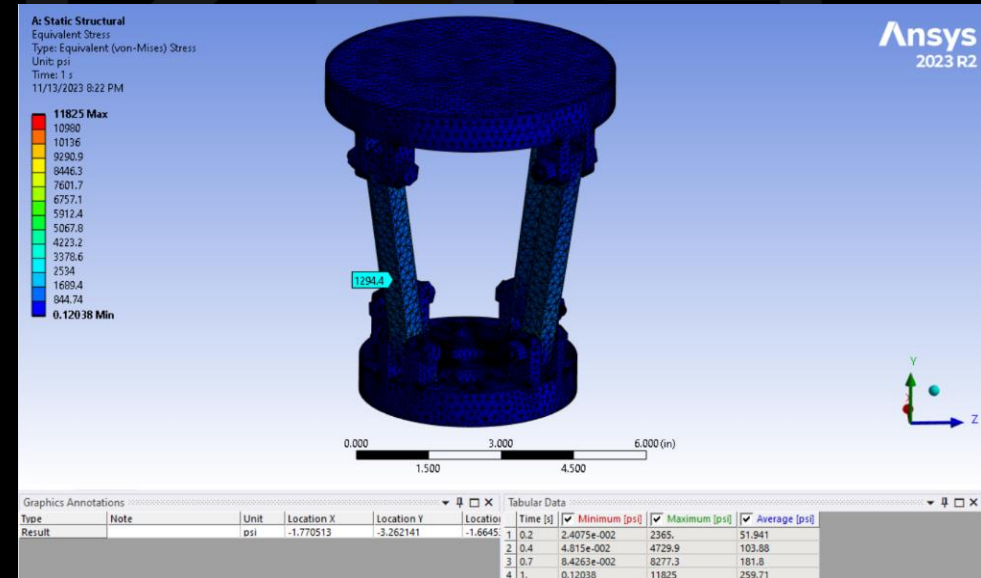 A: Static Structural
Equivalent Stress
Type: Equivalent (von-Mises) Stress
Unit: psi
Time: 1 s
11/13/2023 8:22 PM
Ansys
2023 R2
11825 Max
10980
10136
9290.9
8446.3
7601.7
6757.1
5912.4
5067.8
4223.2
3378.6
2534
1689.4
844.74
0.12038 Min
1294.4
Y
Z
0.000 3.000 6.000 (in)
1.500 4.500
Graphics Annotations
Type Note Unit Location X Location Y Location
Result psi -1.770513 -3.262141 -1.6645
Tabular Data
Time [s] Minimum [psi] Maximum [psi] Average [psi]
1 0.2 2.4075e-002 2365. 51.941
2 0.4 4.815e-002 4729.9 103.88
3 0.7 8.4263e-002 8277.3 181.8
4 1. 0.12038 11825 259.71